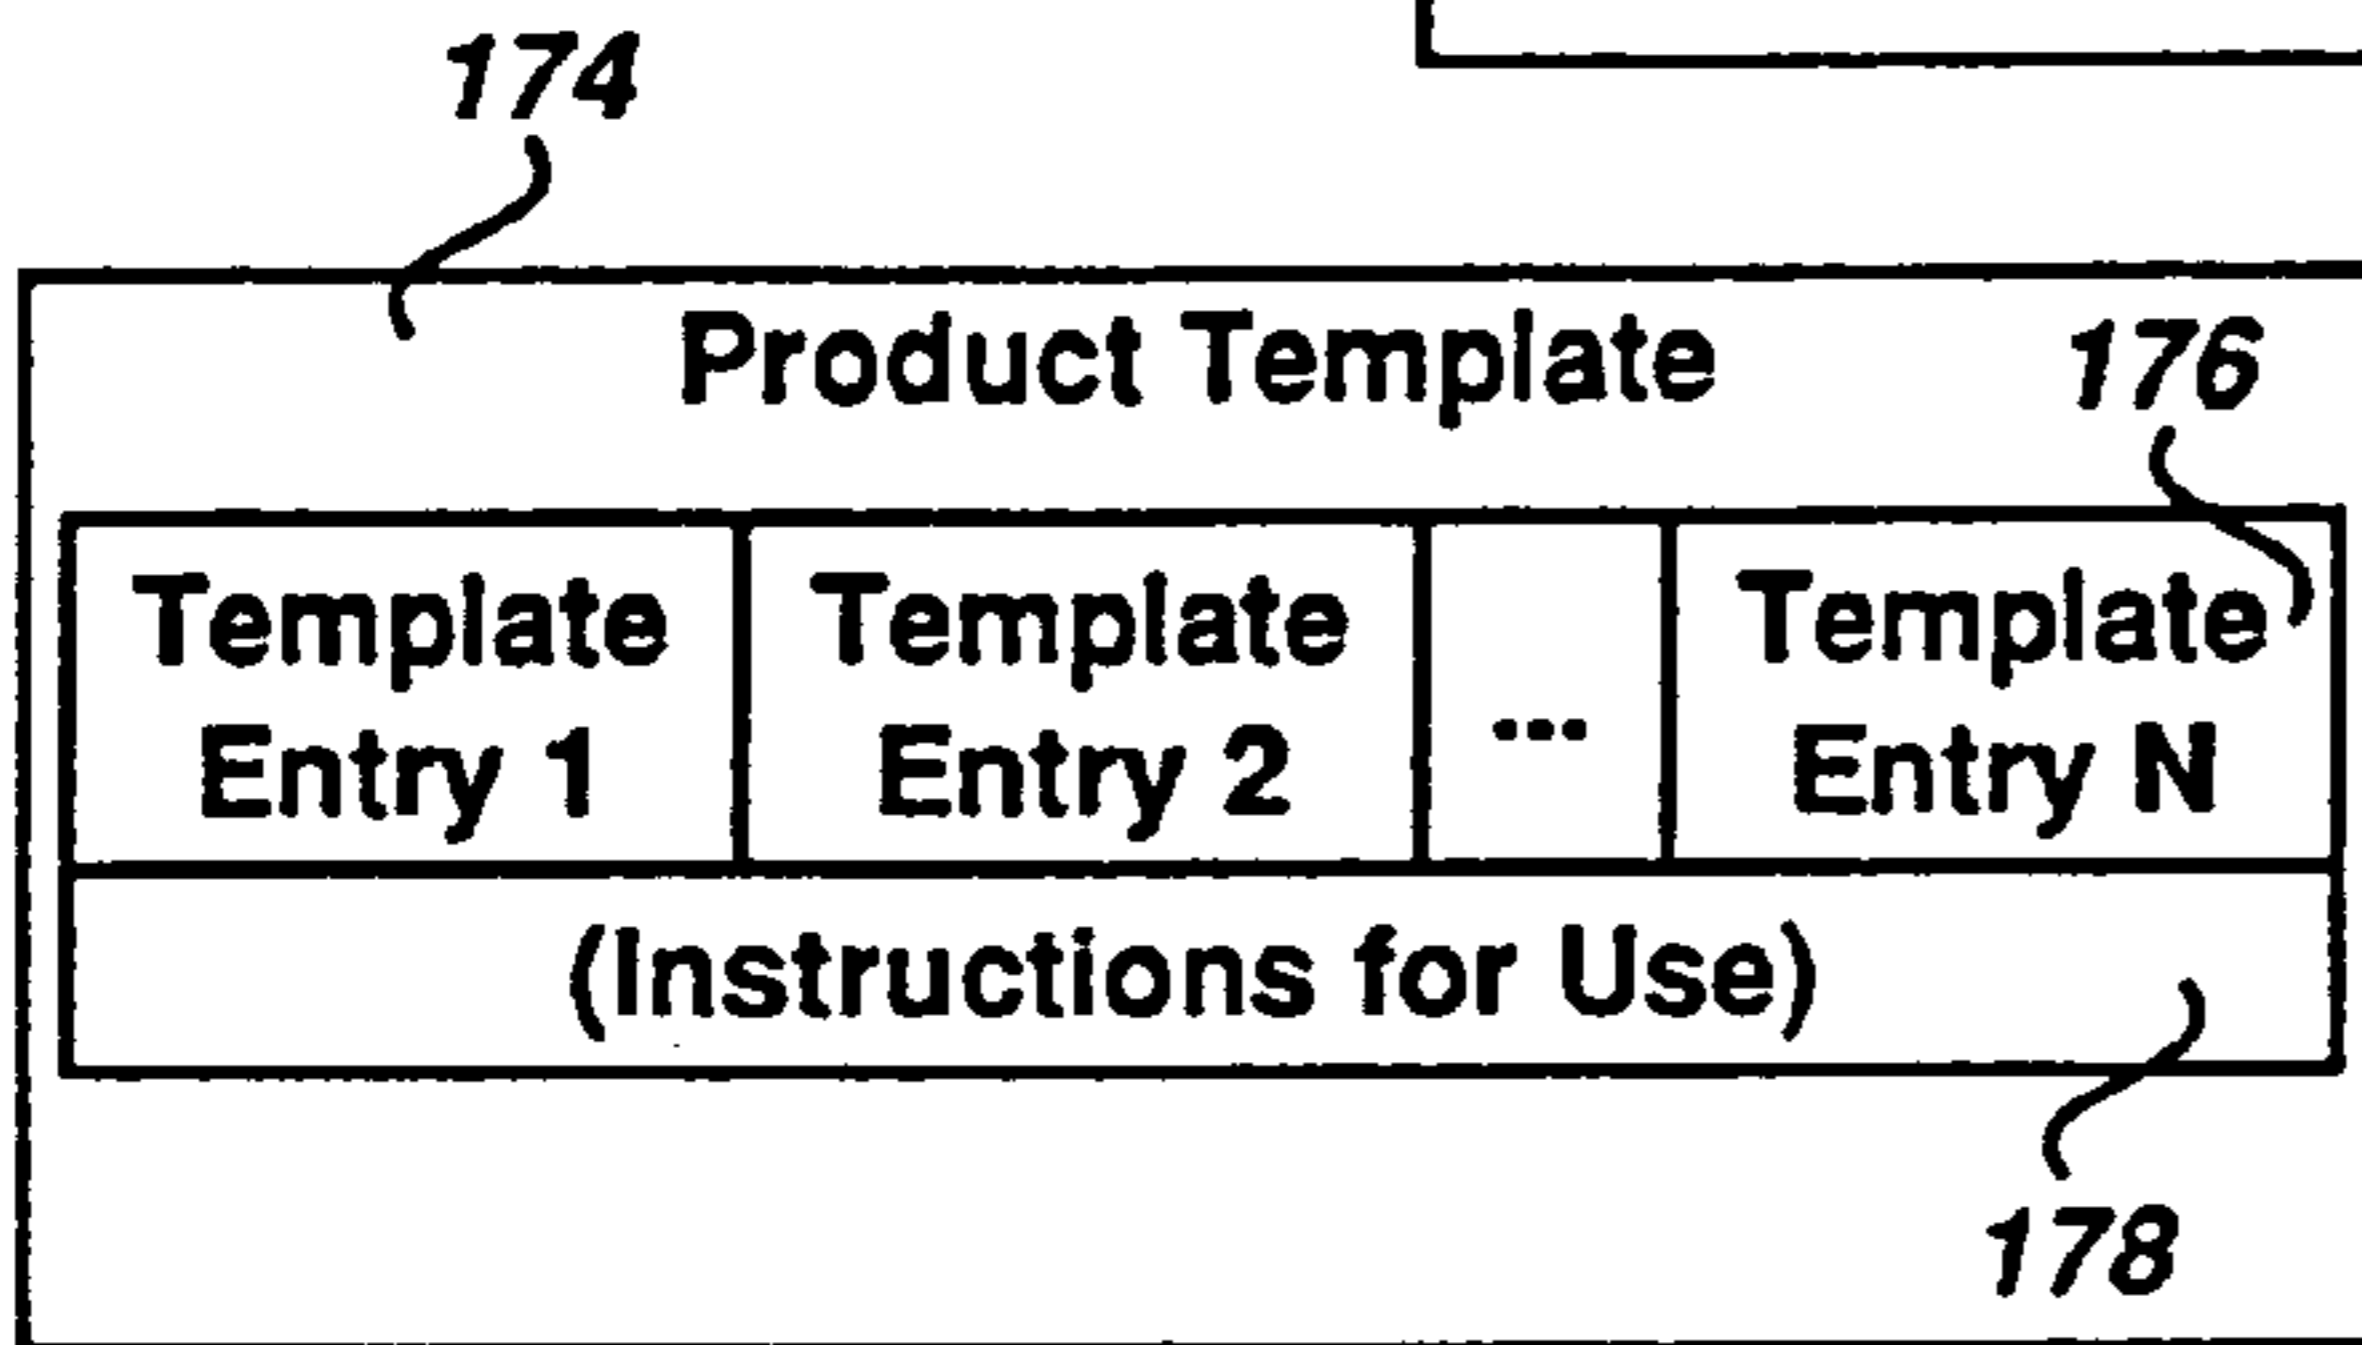 174
Product Template
176
Template Entry 1
Template Entry 2
...
Template Entry N
(Instructions for Use)
178